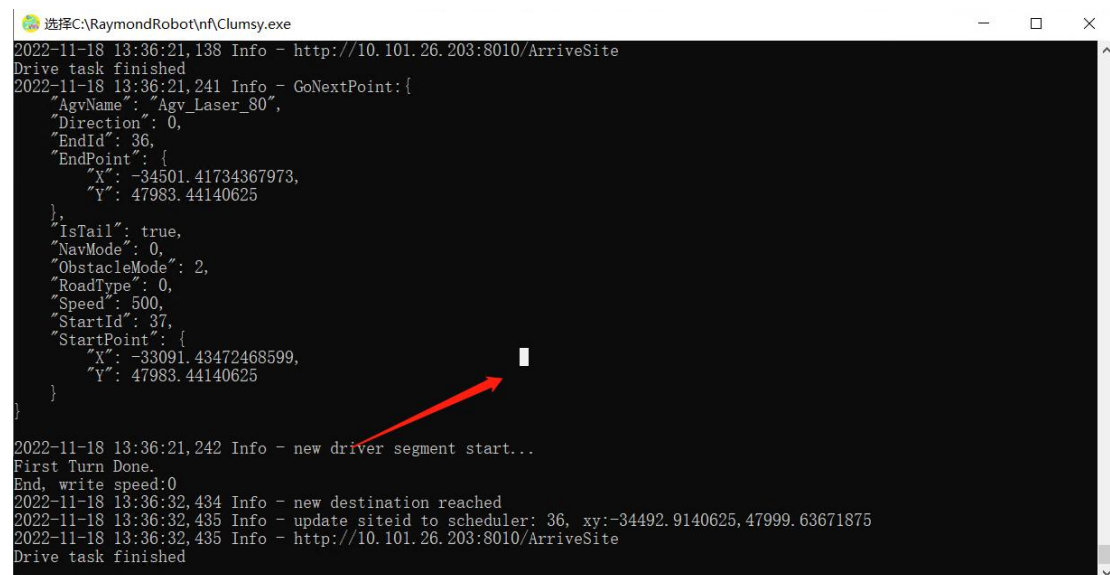 选择C:\RaymondRobot\nf\Clumsy.exe
2022-11-18 13:36:21,138 Info - http://10.101.26.203:8010/ArriveSite
Drive task finished
2022-11-18 13:36:21,241 Info - GoNextPoint:{
    "AgvName": "Agv_Laser_80",
    "Direction": 0,
    "EndId": 36,
    "EndPoint": {
        "X": -34501.41734367973,
        "Y": 47983.44140625
    },
    "IsTail": true,
    "NavMode": 0,
    "ObstacleMode": 2,
    "RoadType": 0,
    "Speed": 500,
    "StartId": 37,
    "StartPoint": {
        "X": -33091.43472468599,
        "Y": 47983.44140625
    }
}
2022-11-18 13:36:21,242 Info - new driver segment start...
First Turn Done.
End, write speed:0
2022-11-18 13:36:32,434 Info - new destination reached
2022-11-18 13:36:32,435 Info - update siteid to scheduler: 36, xy:-34492.9140625,47999.63671875
2022-11-18 13:36:32,435 Info - http://10.101.26.203:8010/ArriveSite
Drive task finished